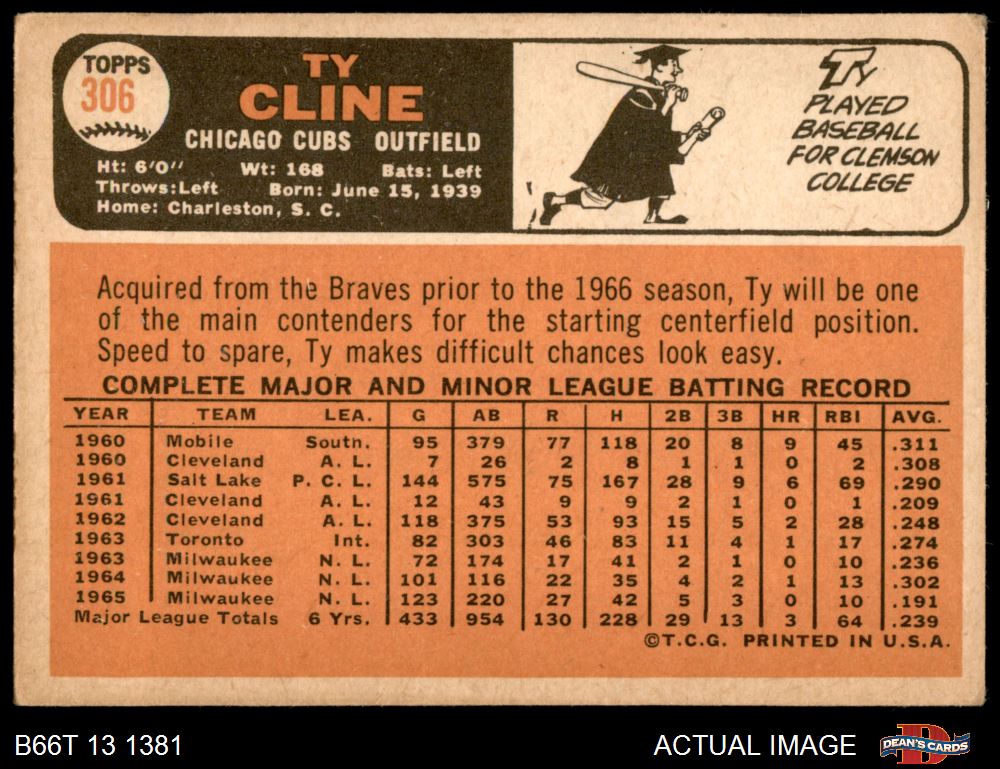 TOPPS
306
TY
CLINE
CHICAGO CUBS OUTFIELD
Ht: 6'0" Wt: 168 Bats: Left
Throws:Left Born: June 15, 1939
Home: Charleston, S. C.
TY
PLAYED
BASEBALL
FOR CLEMSON
COLLEGE
Acquired from the Braves prior to the 1966 season, Ty will be one
of the main contenders for the starting centerfield position.
Speed to spare, Ty makes difficult chances look easy.
COMPLETE MAJOR AND MINOR LEAGUE BATTING RECORD
YEAR TEAM LEA. G AB R H 2B 3B HR RBI AVG.
1960 Mobile South. 95 379 77 118 20 8 9 45 .311
1960 Cleveland A. L. 7 26 2 8 1 1 0 2 .308
1961 Salt Lake P. C. L. 144 575 75 167 28 9 6 69 .290
1961 Cleveland A. L. 12 43 9 9 2 1 0 1 .209
1962 Cleveland A. L. 118 375 53 93 15 5 2 28 .248
1963 Toronto Int. 82 303 46 83 11 4 1 17 .274
1963 Milwaukee N. L. 72 174 17 41 2 1 0 10 .236
1964 Milwaukee N. L. 101 116 22 35 4 2 1 13 .302
1965 Milwaukee N. L. 123 220 27 42 5 3 0 10 .191
Major League Totals 6 Yrs. 433 954 130 228 29 13 3 64 .239
©T.C.G. PRINTED IN U.S.A.
B66T 13 1381
ACTUAL IMAGE
D
DEAN'S CARDS